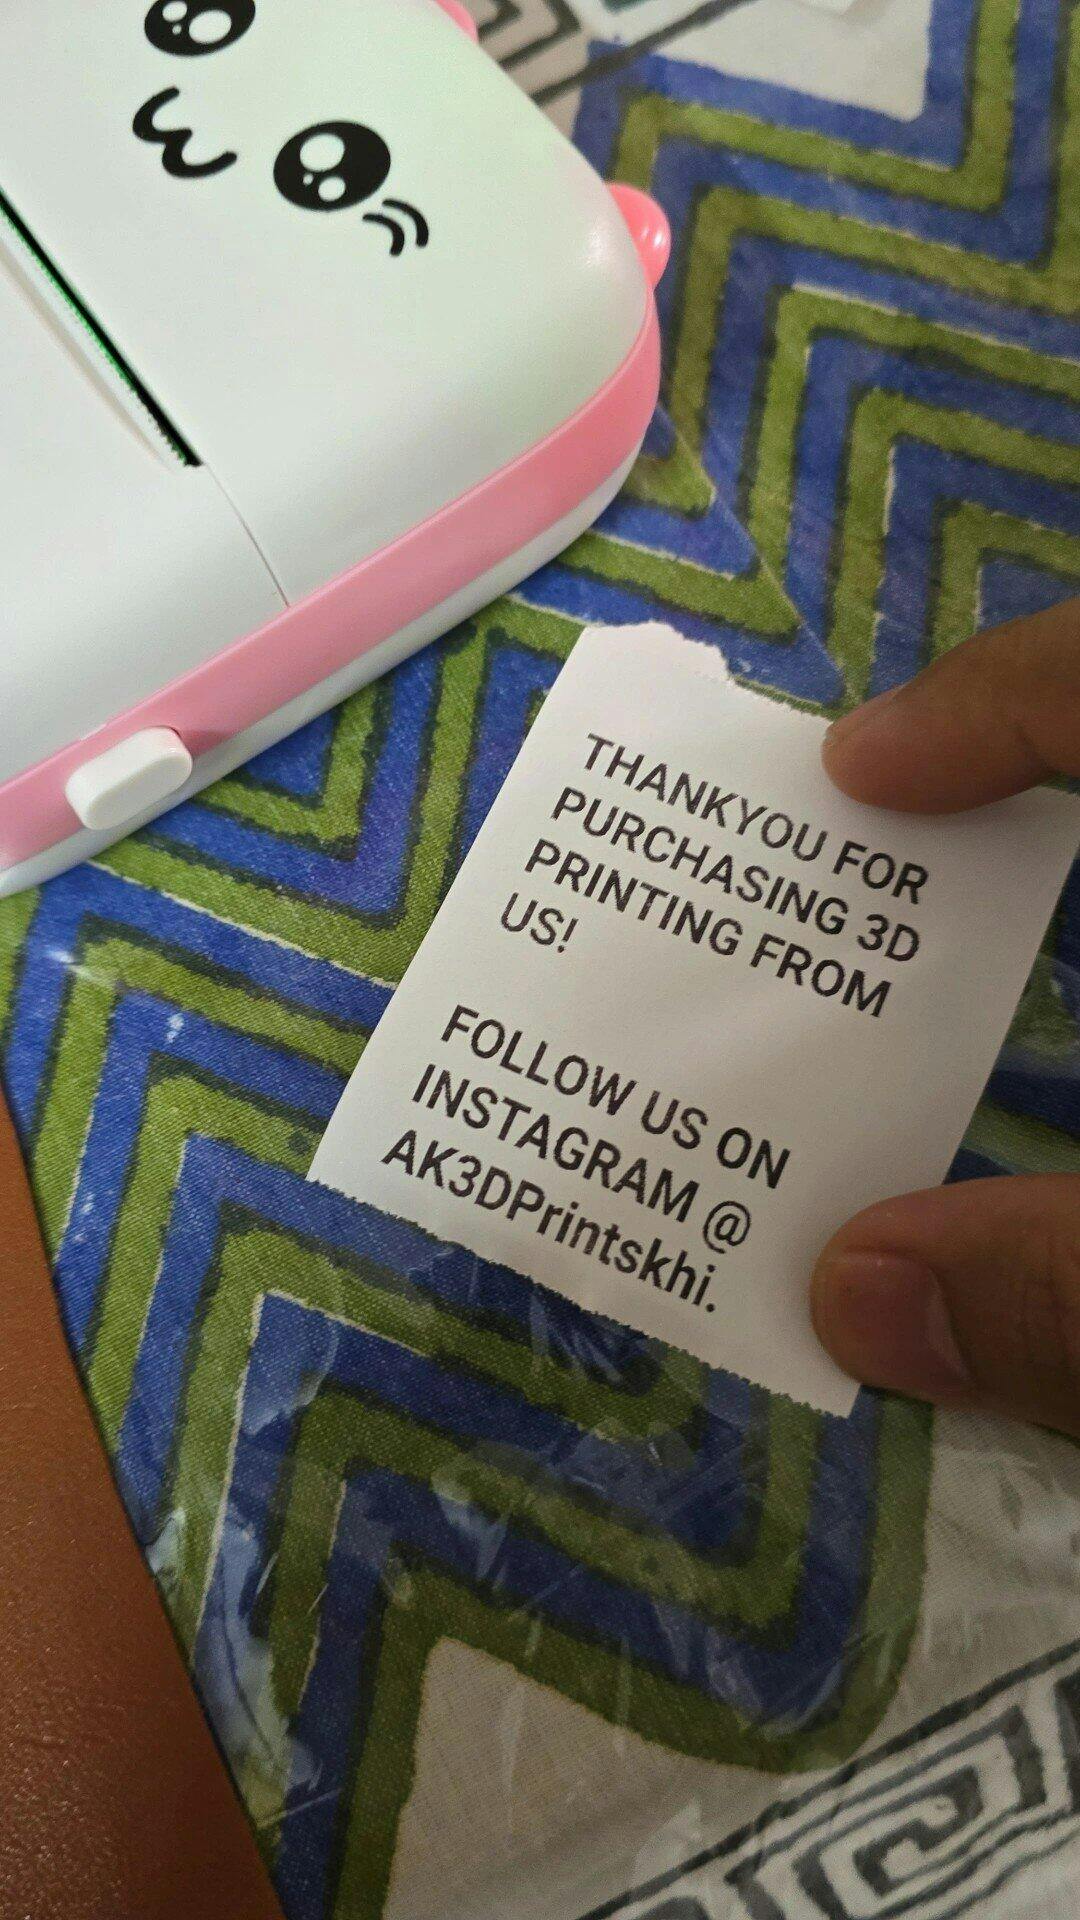 THANKYOU FOR
PURCHASING 3D
PRINTING FROM
US!
FOLLOW US ON
INSTAGRAM @
AK3DPrintskhi.